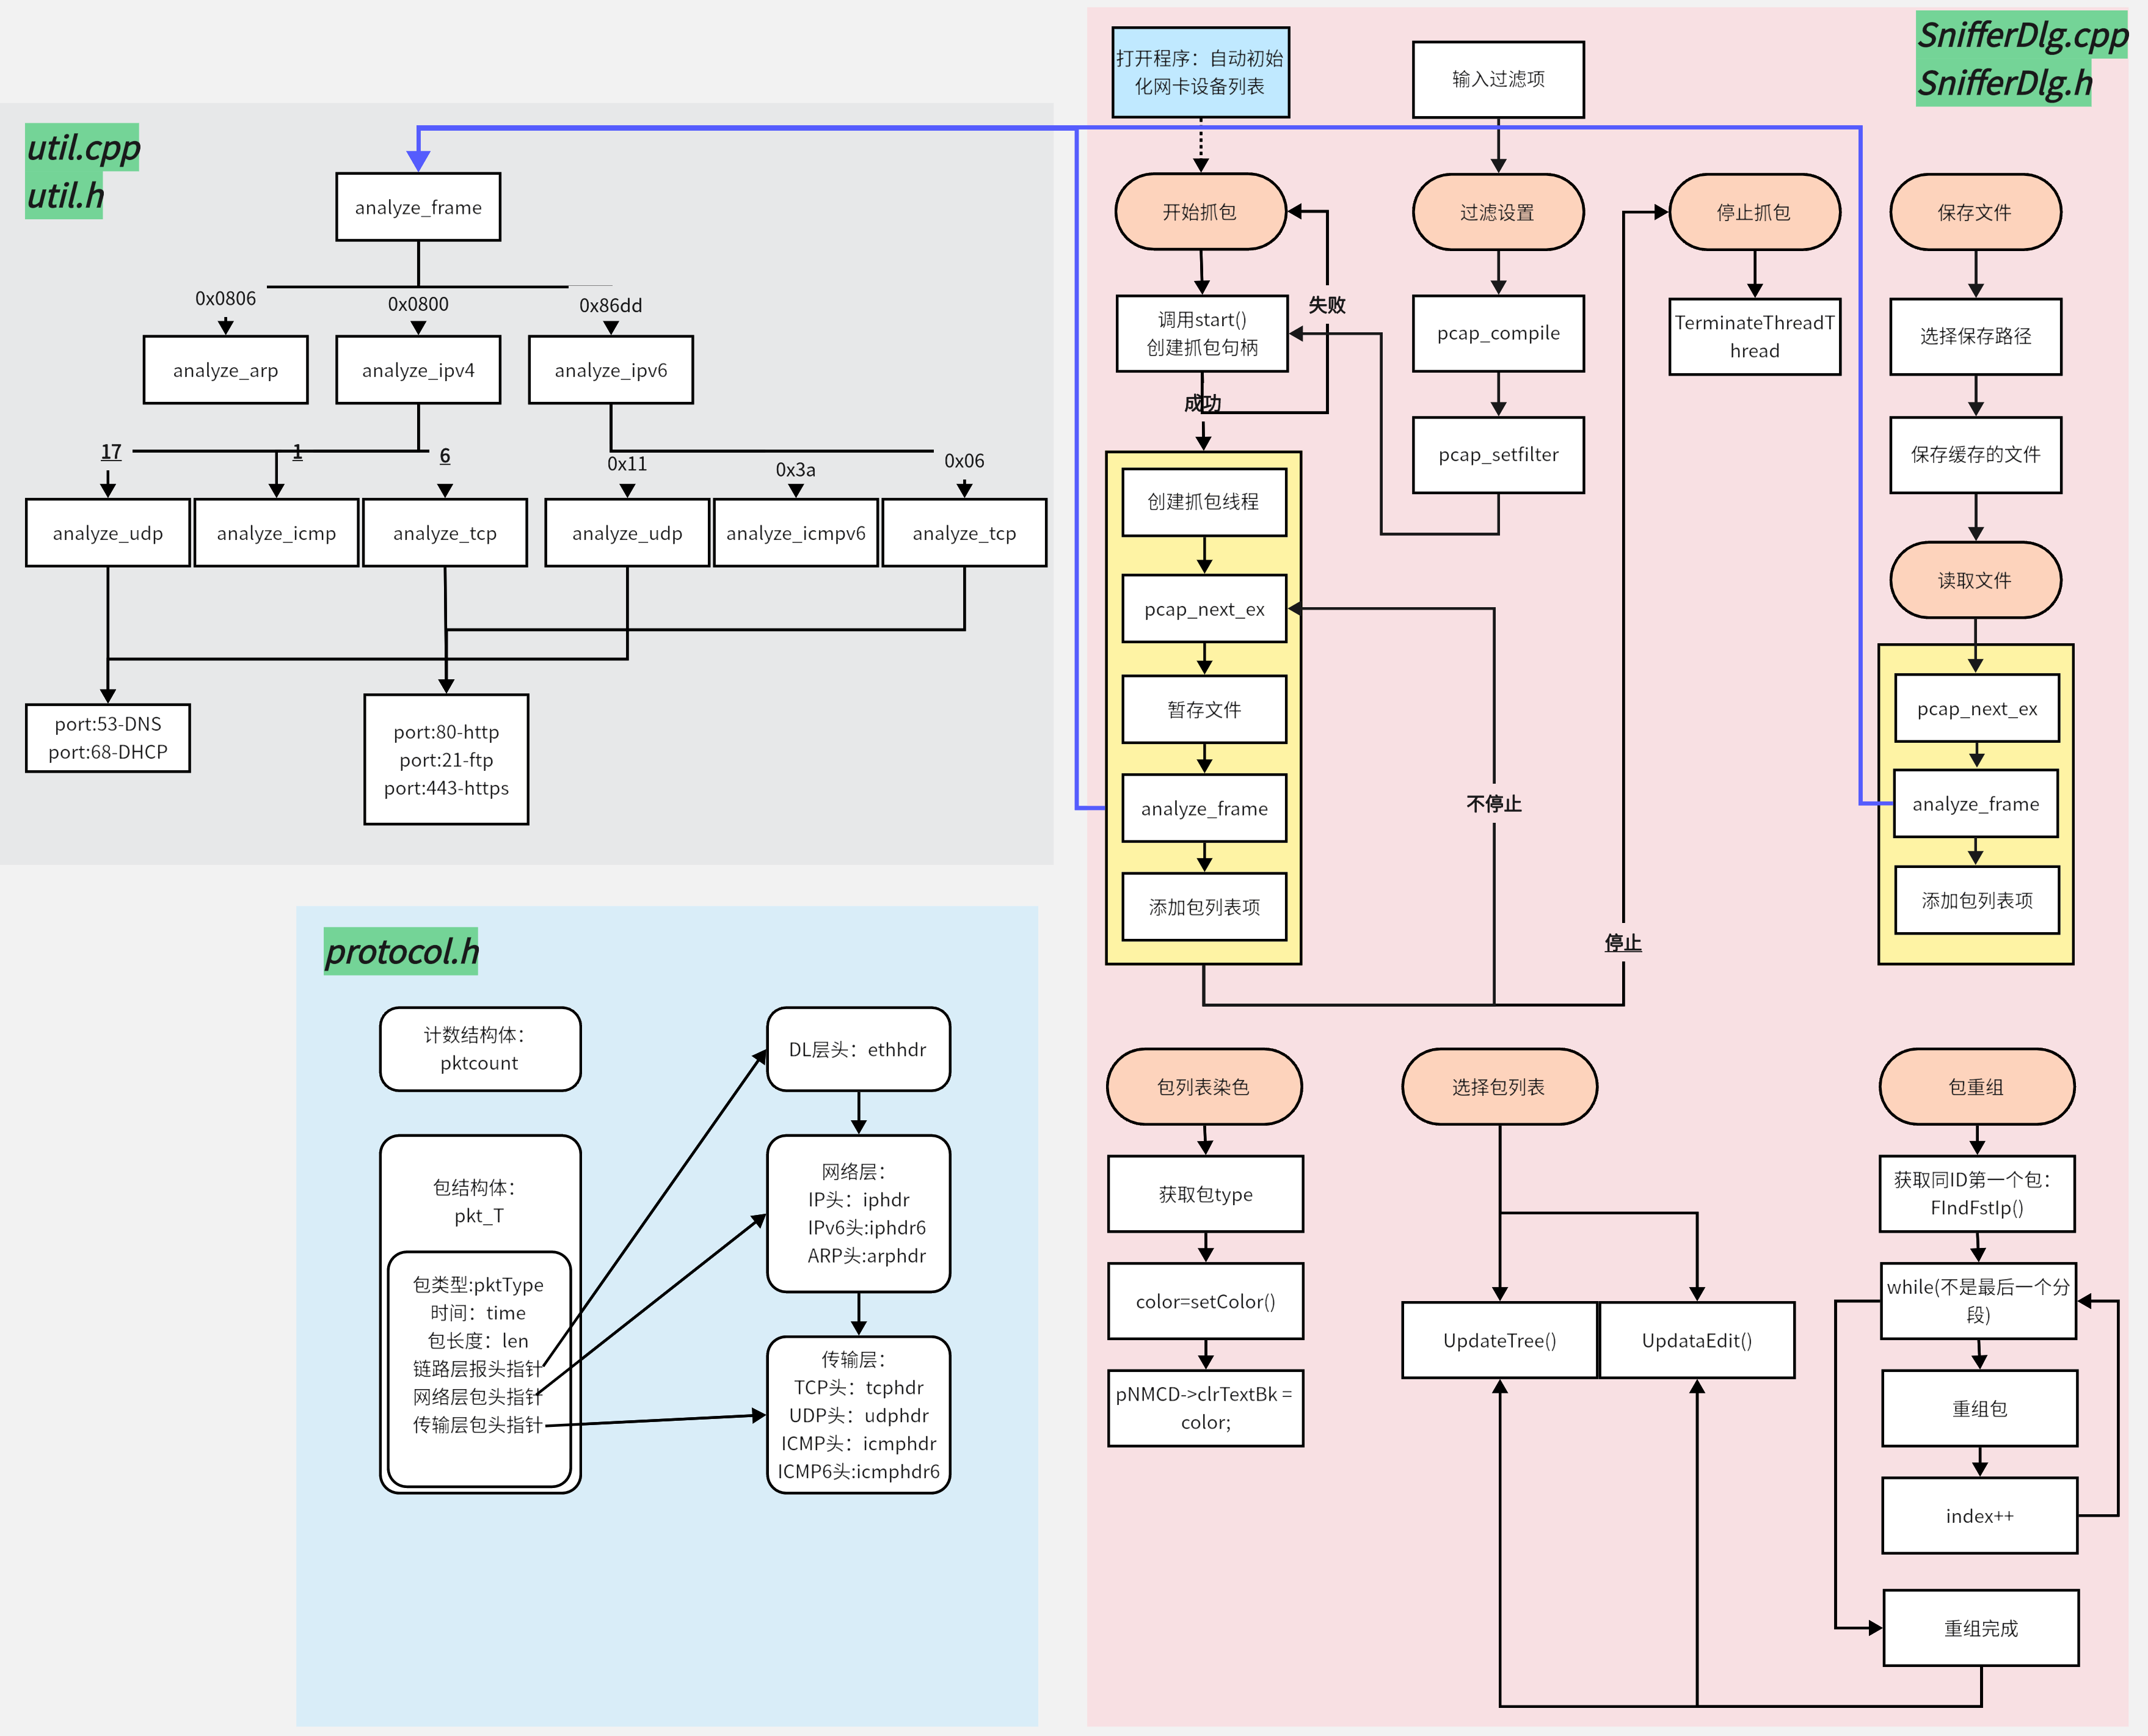 util.cpp
util.h
analyze_frame
0x0806
0x0800
0x86dd
analyze_arp
analyze_ipv4
analyze_ipv6
17
1
6
0x11
0x3a
0x06
analyze_udp
analyze_icmp
analyze_tcp
analyze_udp
analyze_icmpv6
analyze_tcp
port:53-DNS
port:68-DHCP
port:80-http
port:21-ftp
port:443-https
protocol.h
计数结构体：
pktcount
包结构体：
pkt_T
包类型:pktType
时间：time
包长度：len
链路层报头指针
网络层包头指针
传输层包头指针
DL层头：ethhdr
网络层：
IP头：iphdr
IPv6头:iphdr6
ARP头:arphdr
传输层：
TCP头：tcphdr
UDP头：udphdr
ICMP头：icmphdr
ICMP6头:icmphdr6
SnifferDlg.cpp
SnifferDlg.h
打开程序：自动初始
化网卡设备列表
开始抓包
调用start()
创建抓包句柄
失败
成功
创建抓包线程
pcap_next_ex
暂存文件
analyze_frame
添加包列表项
输入过滤项
过滤设置
pcap_compile
pcap_setfilter
不停止
停止
停止抓包
TerminateThreadT
hread
保存文件
选择保存路径
保存缓存的文件
读取文件
pcap_next_ex
analyze_frame
添加包列表项
包列表染色
获取包type
color=setColor()
pNMCD->clrTextBk =
color;
选择包列表
UpdateTree()
UpdataEdit()
包重组
获取同ID第一个包：
FIndFstIp()
while(不是最后一个分
段)
重组包
index++
重组完成